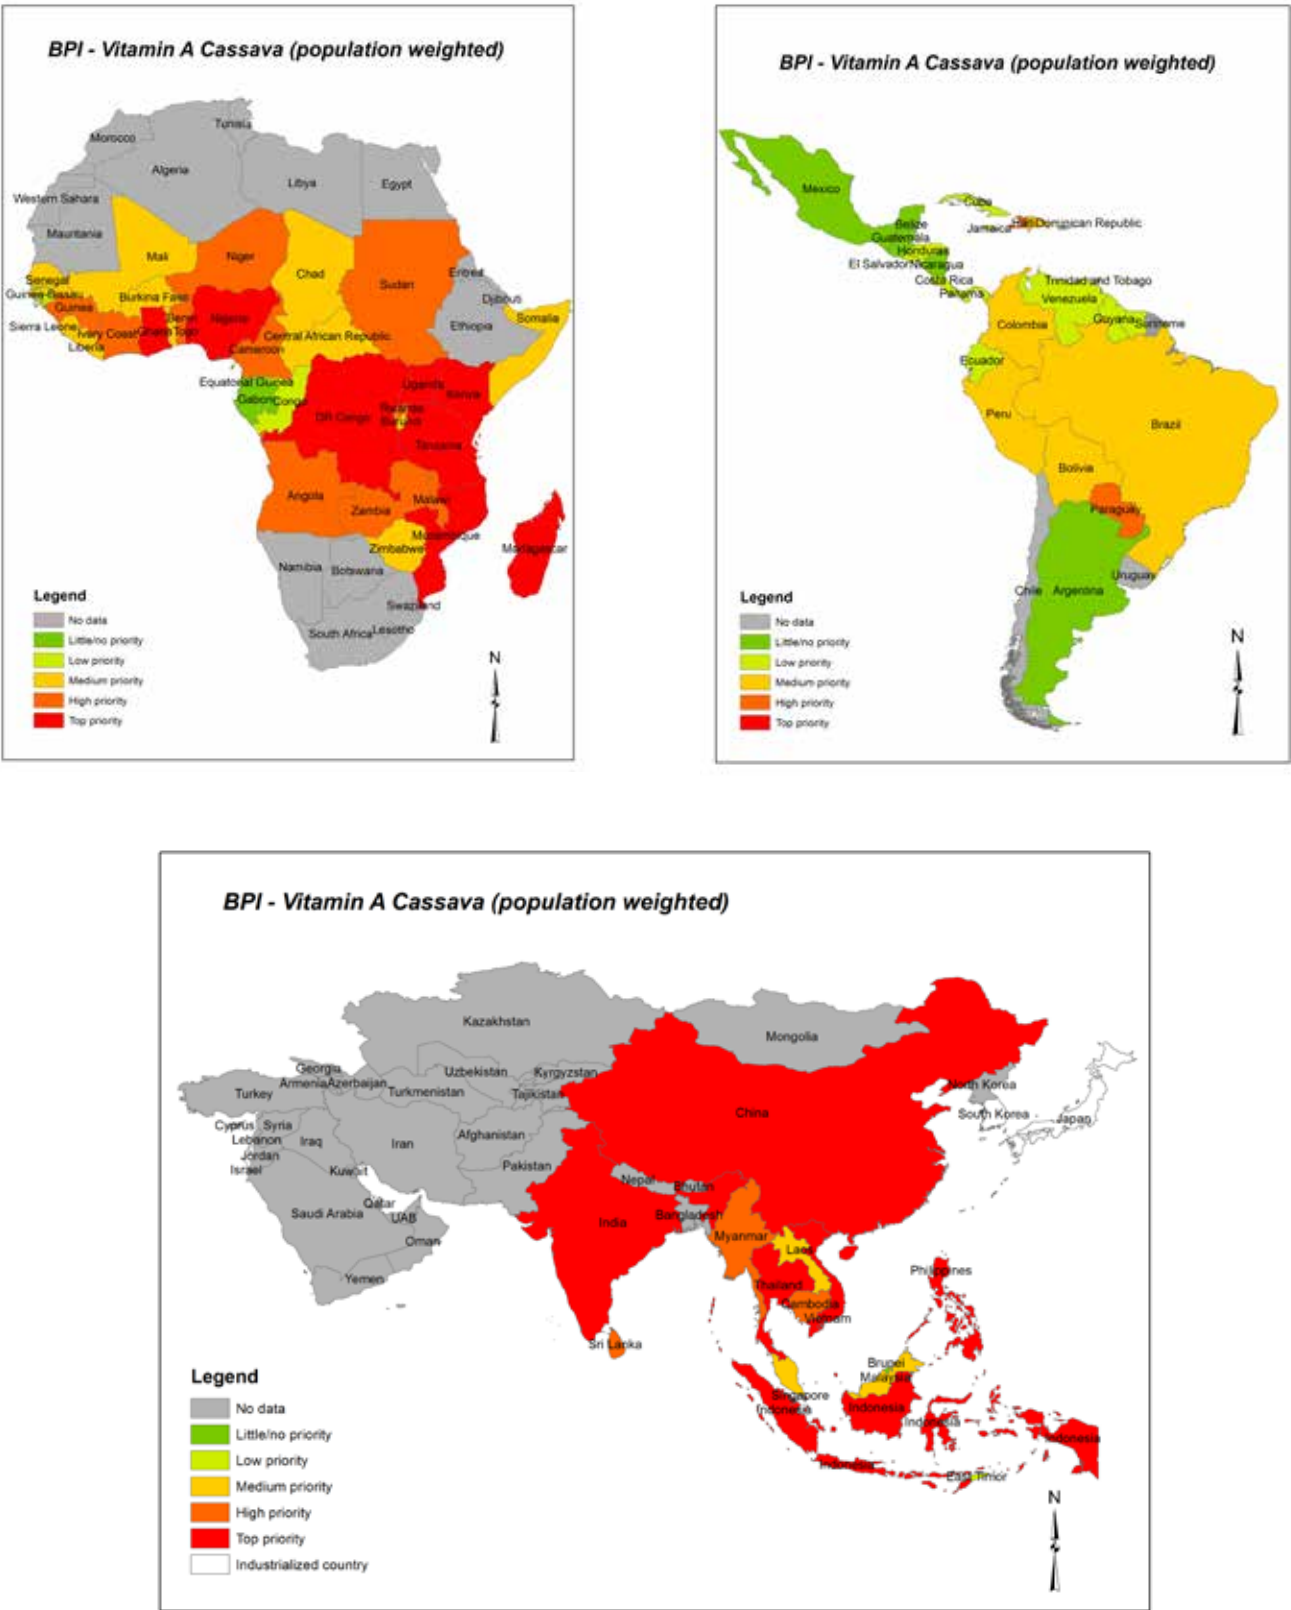 BPI - Vitamin A Cassava (population weighted)
Tunisia
Morocco
Algeria
Libya
Egypt
Western Sahara
Mauritania
Mali
Niger
Chad
Sudan
Eritrea
Senegal
Guinea-Bissau
Burkina Faso
Djibouti
Guinea
Benin
Nigeria
Somalia
Sierra Leone
Ivory Coast
Ghana
Togo
Ethiopia
Liberia
Central African Republic
Cameroon
Equatorial Guinea
Uganda
Kenya
Gabon
Congo
DR Congo
Rwanda
Burundi
Tanzania
Angola
Malawi
Zambia
Mozambique
Zimbabwe
Madagascar
Namibia
Botswana
Swaziland
South Africa
Lesotho
Legend
No data
Little/no priority
Low priority
Medium priority
High priority
Top priority
N
BPI - Vitamin A Cassava (population weighted)
Mexico
Cuba
Belize
Jamaica
Haiti
Dominican Republic
Guatemala
Honduras
El Salvador
Nicaragua
Costa Rica
Trinidad and Tobago
Panama
Venezuela
Colombia
Guyana
Suriname
Ecuador
Peru
Brazil
Bolivia
Paraguay
Uruguay
Chile
Argentina
Legend
No data
Little/no priority
Low priority
Medium priority
High priority
Top priority
N
BPI - Vitamin A Cassava (population weighted)
Kazakhstan
Mongolia
Georgia
Uzbekistan
Kyrgyzstan
Armenia
Azerbaijan
Turkey
Turkmenistan
Tajikistan
North Korea
China
South Korea
Japan
Cyprus
Syria
Lebanon
Iraq
Iran
Afghanistan
Jordan
Israel
Kuwait
Pakistan
Nepal
Bhutan
Qatar
Saudi Arabia
UAB
India
Bangladesh
Myanmar
Oman
Laos
Yemen
Philippines
Thailand
Cambodia
Vietnam
Sri Lanka
Brunei
Malaysia
Singapore
Indonesia
Indonesia
Indonesia
Indonesia
Indonesia
East Timor
Legend
No data
Little/no priority
Low priority
Medium priority
High priority
Top priority
Industrialized country
N